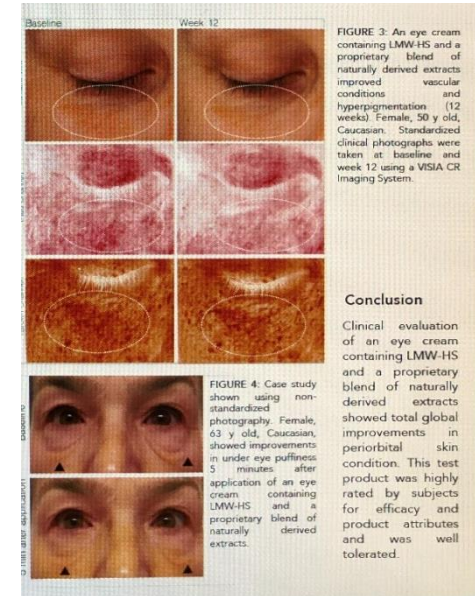 Baseline
Week 12
FIGURE 3: An eye cream
containing LMW-HS and a
proprietary blend of
naturally derived extracts
improved vascular
conditions and
hyperpigmentation (12
weeks). Female, 50 y old,
Caucasian. Standardized
clinical photographs were
taken at baseline and
week 12 using a VISIA CR
Imaging System.
Conclusion
Clinical evaluation
of an eye cream
containing LMW-HS
and a proprietary
blend of naturally
derived extracts
showed total global
improvements in
periorbital skin
condition. This test
product was highly
rated by subjects
for efficacy and
product attributes
and was well
tolerated.
FIGURE 4: Case study
shown using non-
standardized
photography. Female,
63 y old, Caucasian,
showed improvements
in under eye puffiness
5 minutes after
application of an eye
cream containing
LMW-HS and a
proprietary blend of
naturally derived
extracts.
Baseline
5 min after application